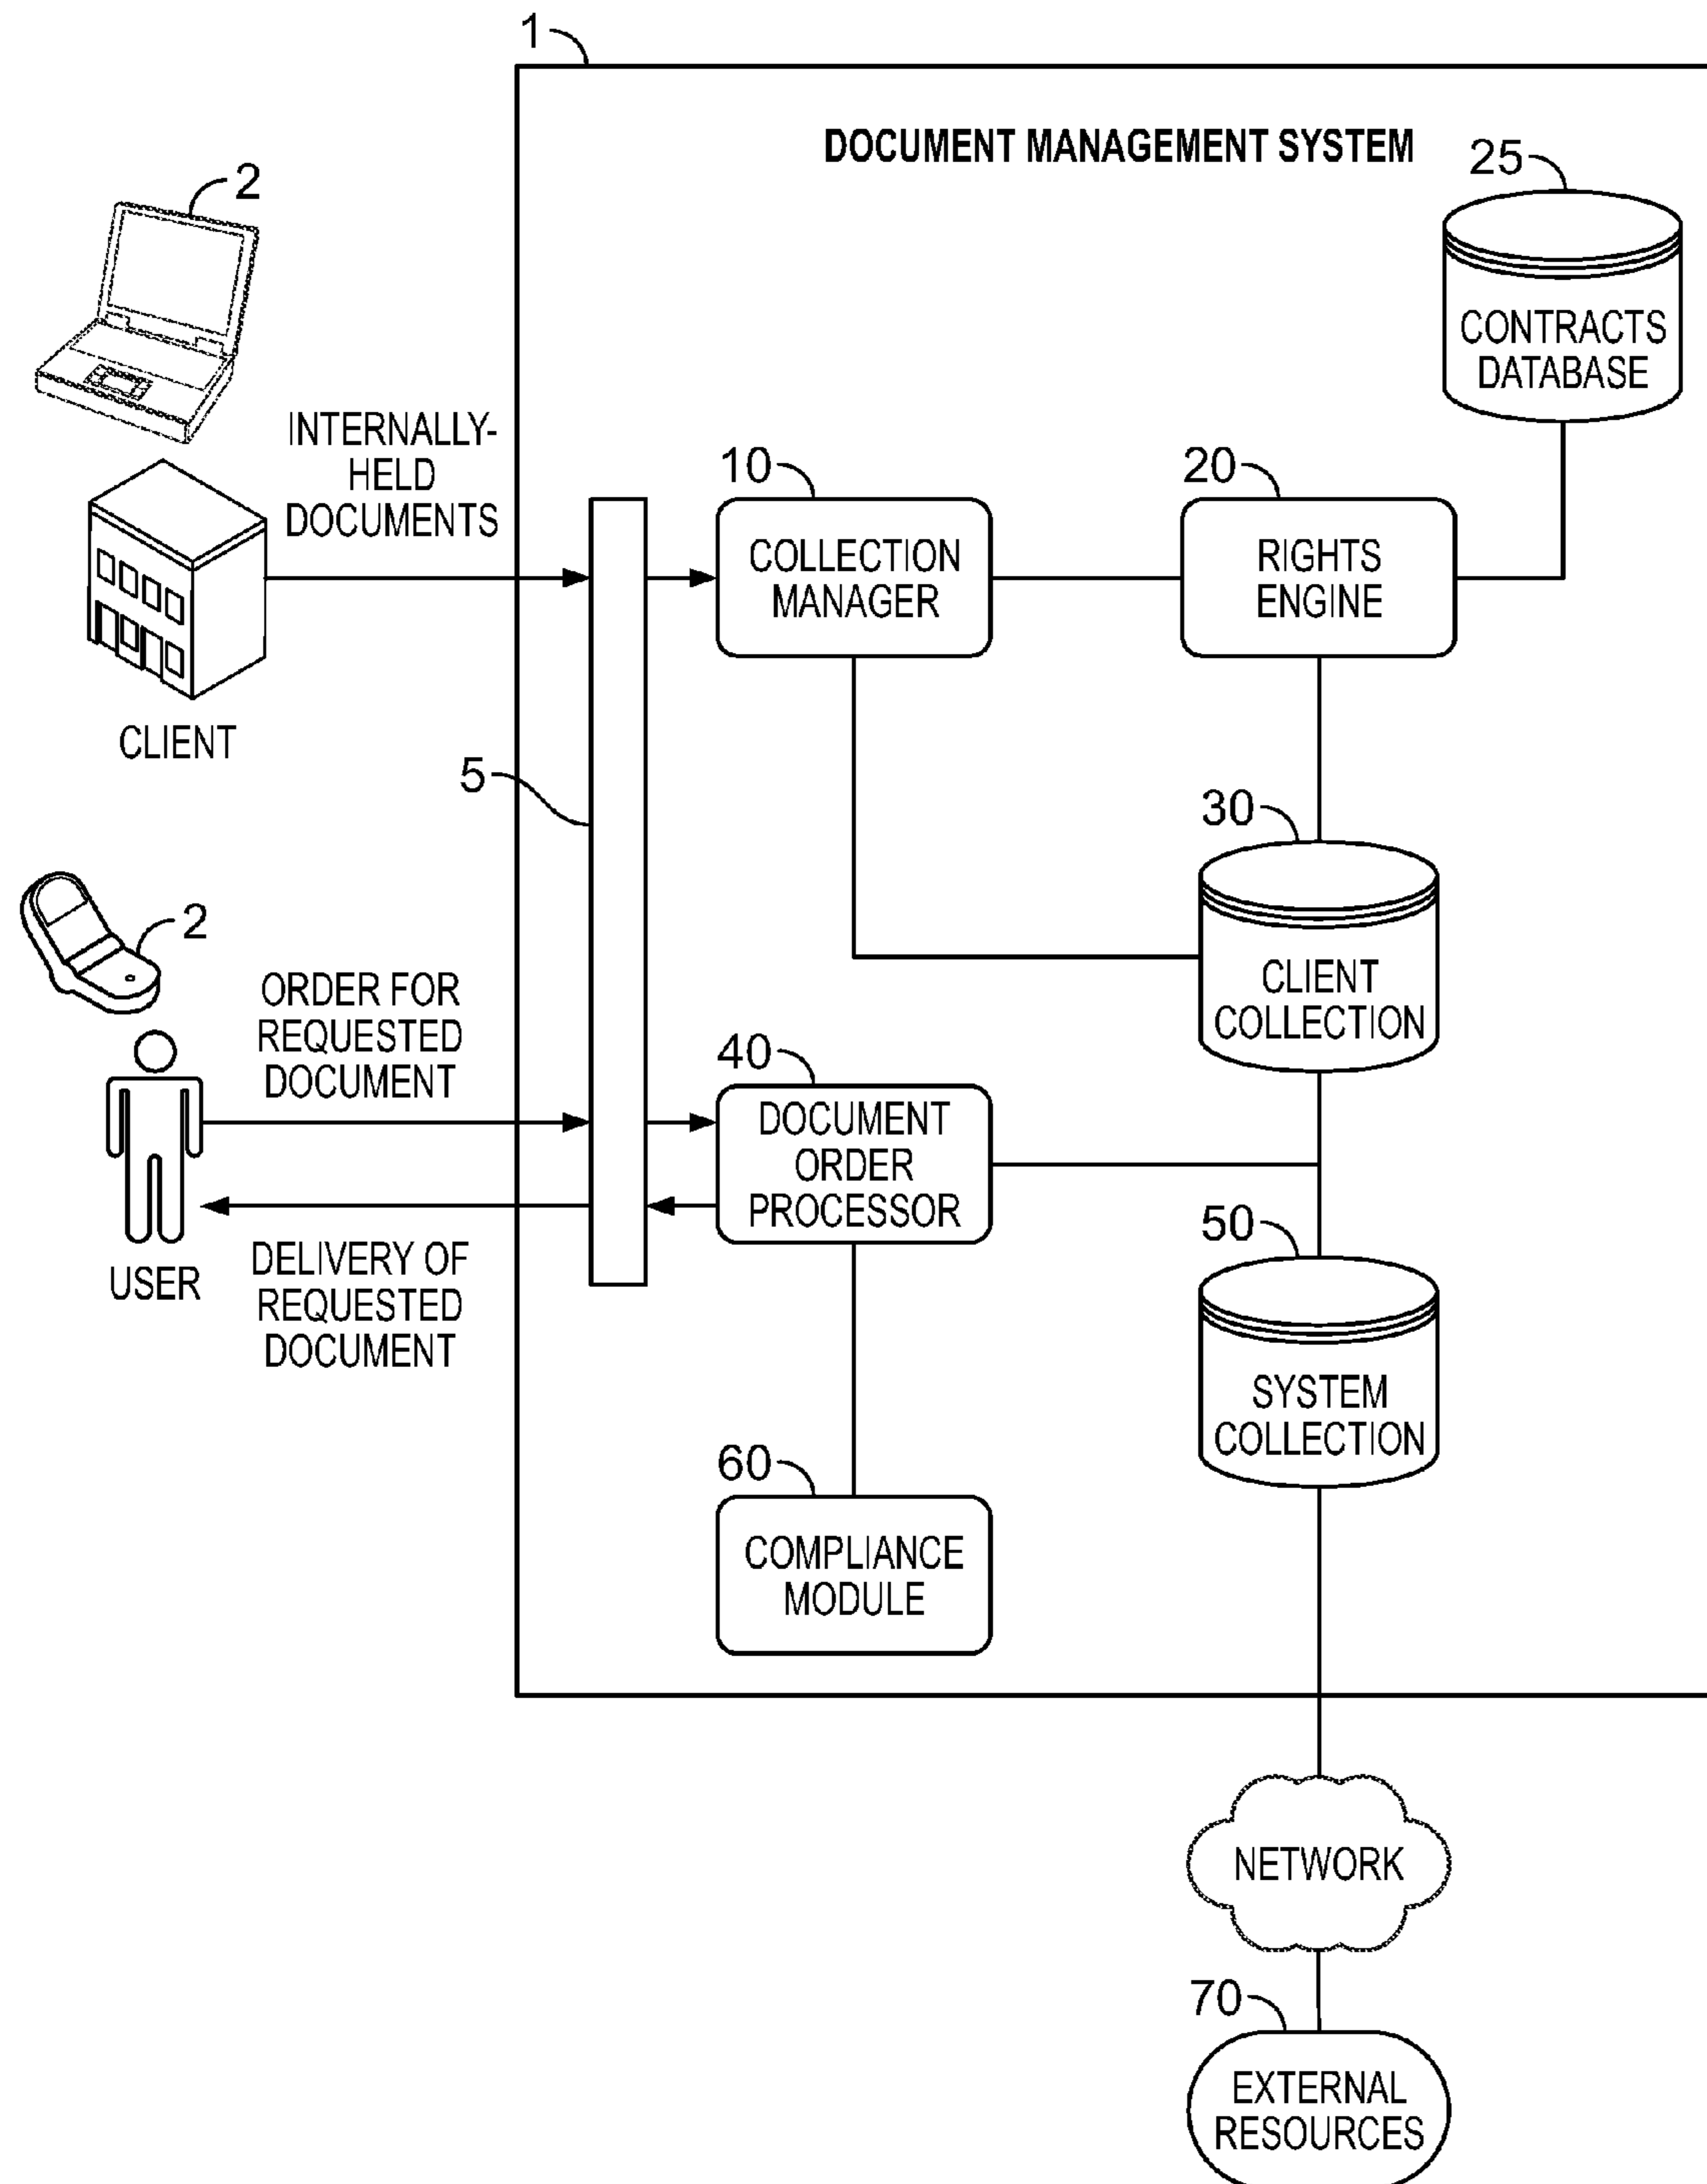 1
DOCUMENT MANAGEMENT SYSTEM
25
2
CONTRACTS
DATABASE
INTERNALLY-
HELD
DOCUMENTS
10
20
COLLECTION
MANAGER
RIGHTS
ENGINE
CLIENT
5
30
2
CLIENT
COLLECTION
ORDER FOR
REQUESTED
DOCUMENT
40
DOCUMENT
ORDER
PROCESSOR
50
USER
DELIVERY OF
REQUESTED
DOCUMENT
SYSTEM
COLLECTION
60
COMPLIANCE
MODULE
NETWORK
70
EXTERNAL
RESOURCES